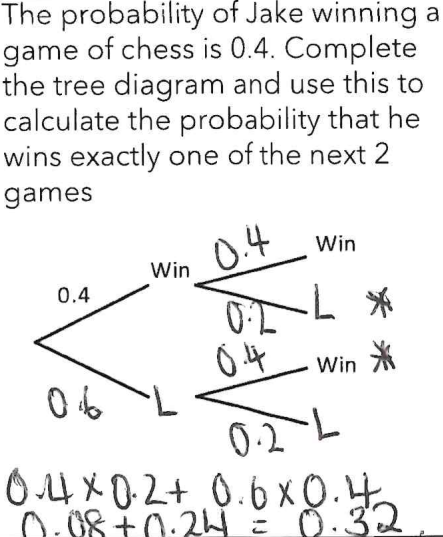 The probability of Jake winning a
game of chess is 0.4. Complete
the tree diagram and use this to
calculate the probability that he
wins exactly one of the next 2
games
0.4 Win
Win
0.4
0.2 L *
0.4 Win *
0.6 L
0.2 L
0.4 × 0.2 + 0.6 × 0.4
0.08 + 0.24 = 0.32